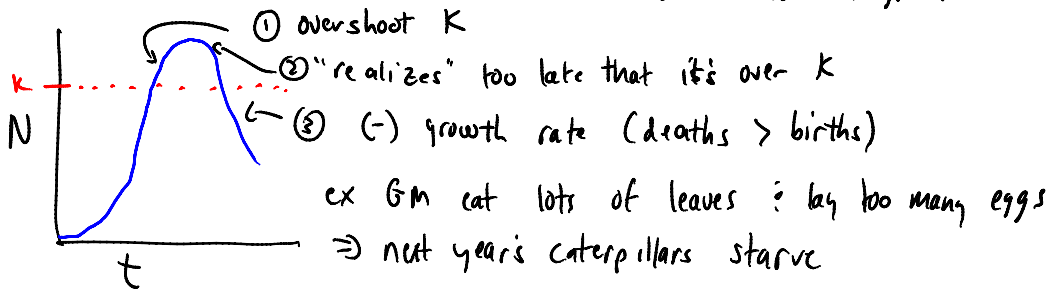 ① overshoot K
② "realizes" too late that it's over K
K
N
③ (-) growth rate (deaths > births)
ex GM eat lots of leaves & lay too many eggs
⇒ next year's caterpillars starve
t